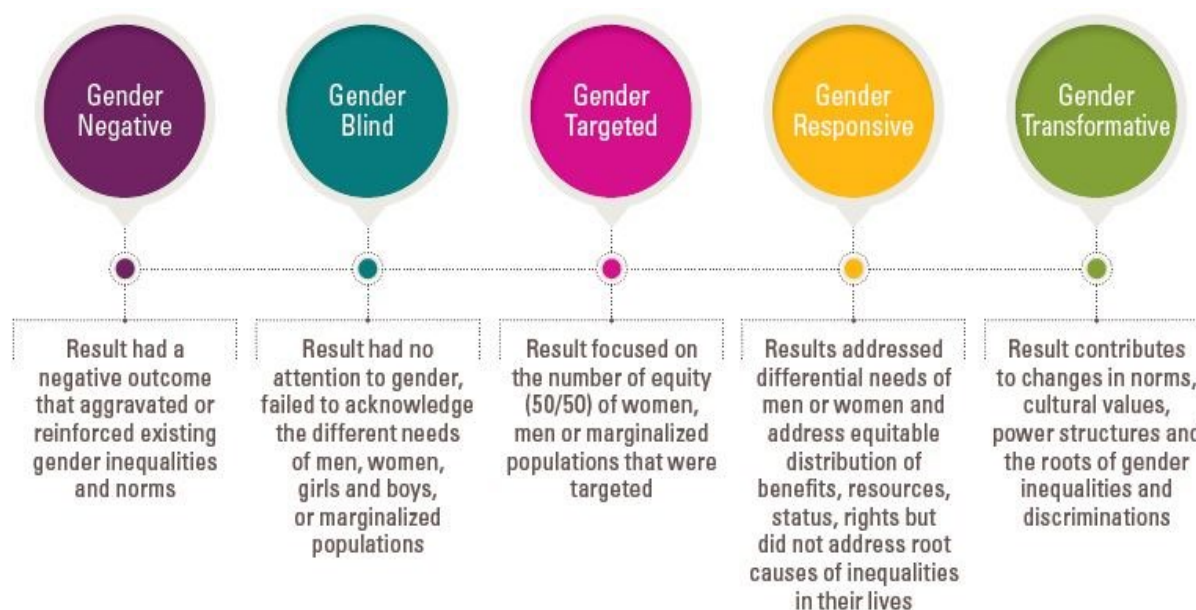 Gender
Negative
Gender
Blind
Gender
Targeted
Gender
Responsive
Gender
Transformative
Result had a
negative outcome
that aggravated or
reinforced existing
gender inequalities
and norms
Result had no
attention to gender,
failed to acknowledge
the different needs
of men, women,
girls and boys,
or marginalized
populations
Result focused on
the number of equity
(50/50) of women,
men or marginalized
populations that were
targeted
Results addressed
differential needs of
men or women and
address equitable
distribution of
benefits, resources,
status, rights but
did not address root
causes of inequalities
in their lives
Result contributes
to changes in norms,
cultural values,
power structures and
the roots of gender
inequalities and
discriminations